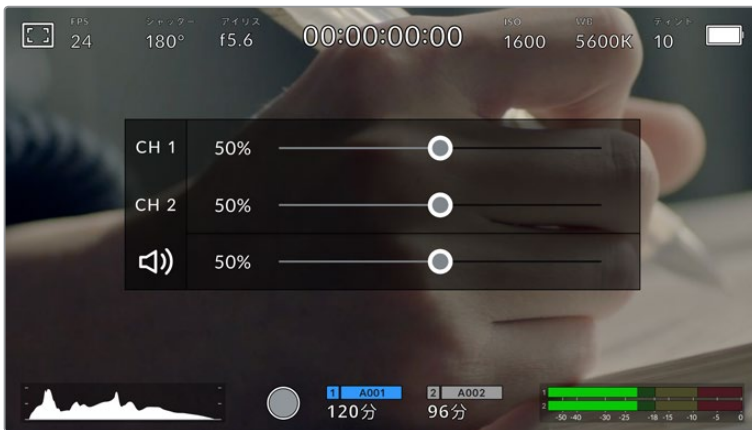 FPS シャッター アイリス ISO WB ティント
24 180° f5.6 00:00:00:00 1600 5600K 10
CH 1 50%
CH 2 50%
50%
1 A001 2 A002
120分 96分
1
2
-50 -40 -30 -25 -18 -15 -10 -5 0